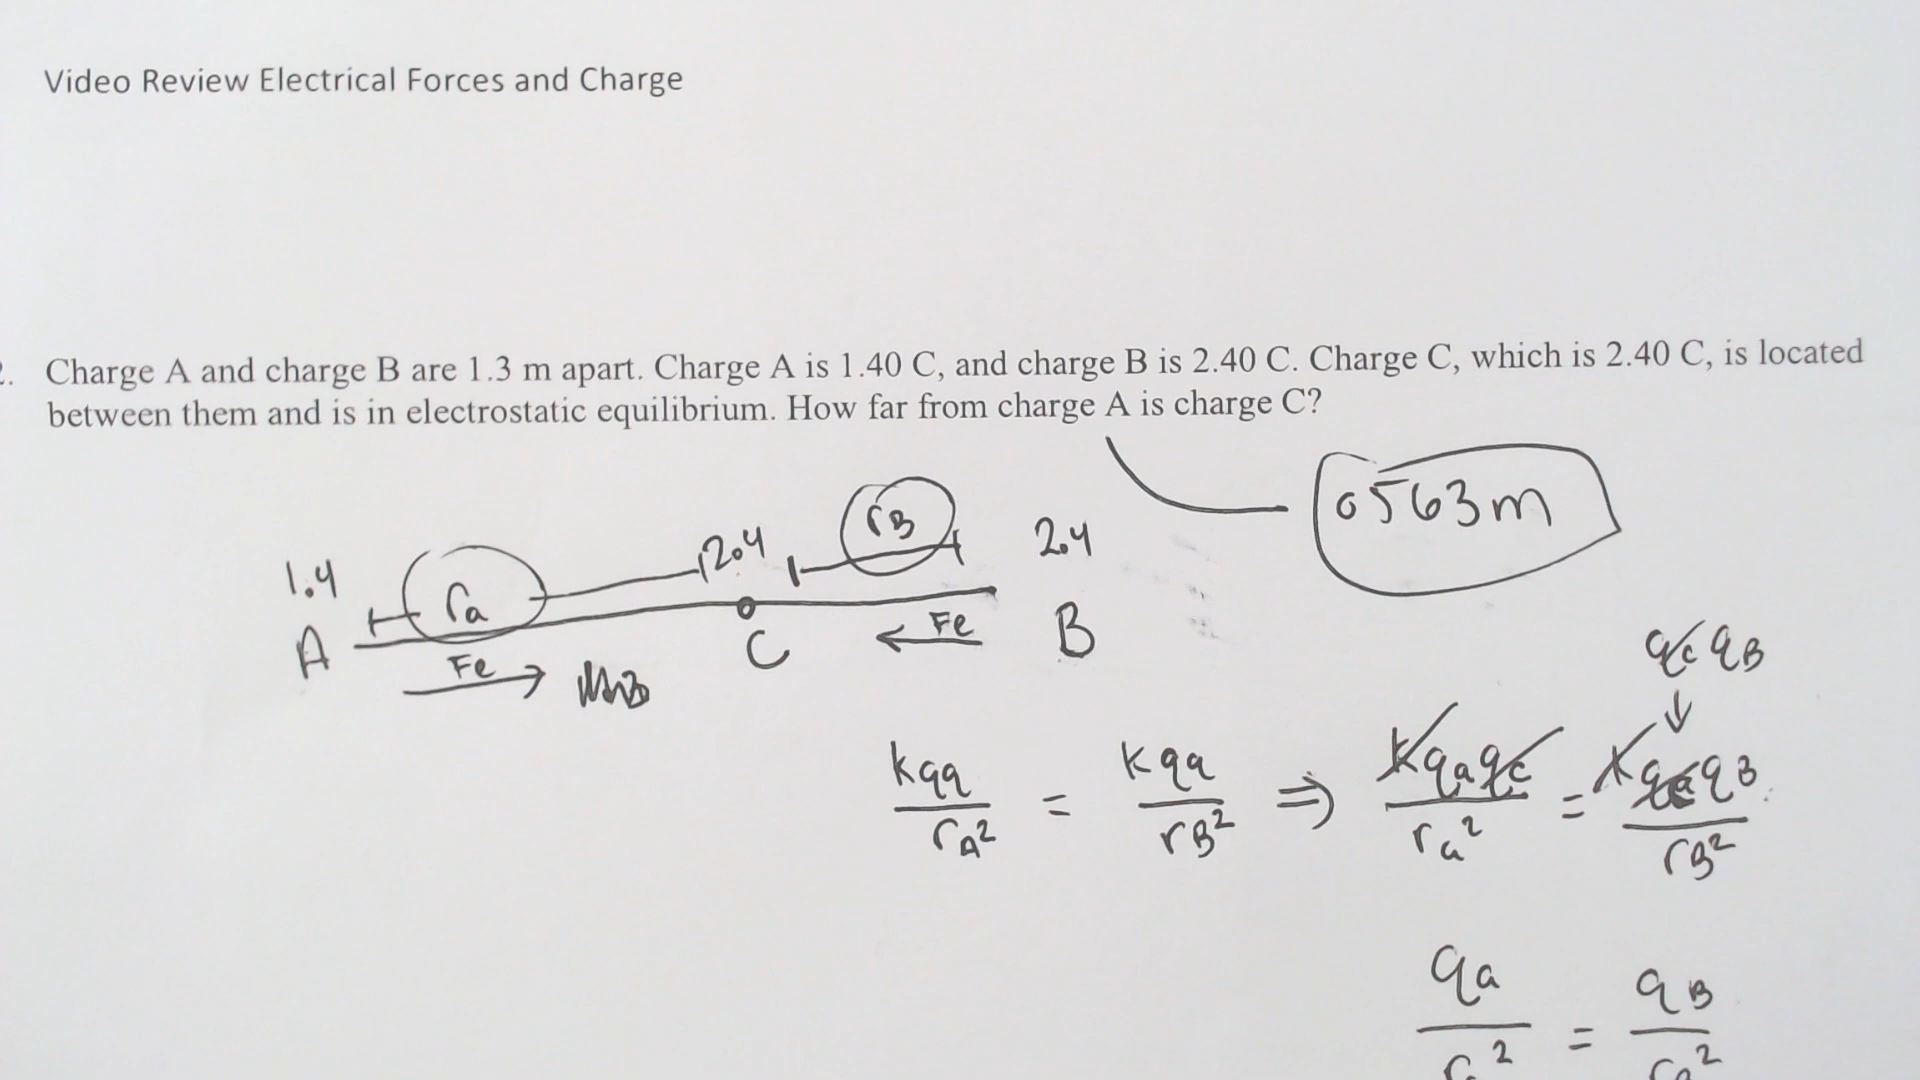 Video Review Electrical Forces and Charge
. Charge A and charge B are 1.3 m apart. Charge A is 1.40 C, and charge B is 2.40 C. Charge C, which is 2.40 C, is located
between them and is in electrostatic equilibrium. How far from charge A is charge C?
0563m
1.4 ra 2.4 rB 2.4
A C B
Fe Fe
qc qB
kqq/rA² = kqq/rB² ⇒ kqaqc/ra² = kqcqB/rB²
qa/ra² = qB/rB²